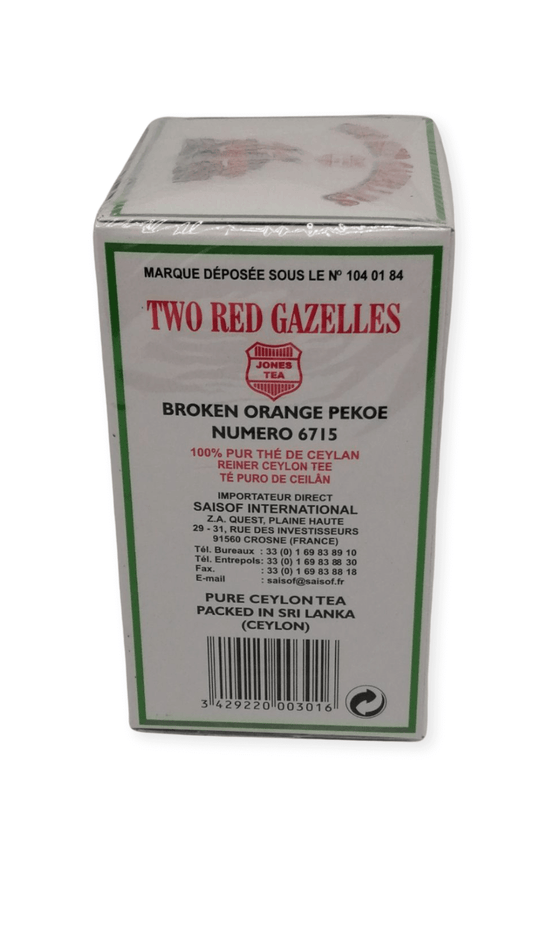 MARQUE DÉPOSÉE SOUS LE Nº 104 01 84
TWO RED GAZELLES
JONES
TEA
BROKEN ORANGE PEKOE
NUMERO 6715
100% PUR THÉ DE CEYLAN
REINER CEYLON TEE
TÉ PURO DE CEILÂN
IMPORTATEUR DIRECT
SAISOF INTERNATIONAL
Z.A. QUEST, PLAINE HAUTE
29 - 31, RUE DES INVESTISSEURS
91560 CROSNE (FRANCE)
Tél. Bureaux : 33 (0) 1 69 83 89 10
Tél. Entrepols: 33 (0) 1 69 83 88 30
Fax. : 33 (0) 1 69 83 88 18
E-mail : saisof@saisof.fr
PURE CEYLON TEA
PACKED IN SRI LANKA
(CEYLON)
3 429220 003016